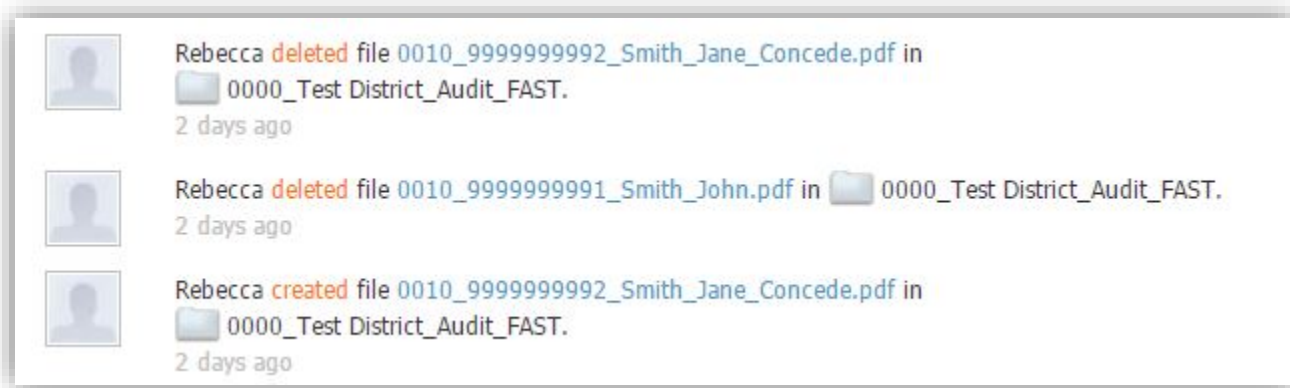 Rebecca deleted file 0010_9999999992_Smith_Jane_Concede.pdf in
0000_Test District_Audit_FAST.
2 days ago
Rebecca deleted file 0010_9999999991_Smith_John.pdf in 0000_Test District_Audit_FAST.
2 days ago
Rebecca created file 0010_9999999992_Smith_Jane_Concede.pdf in
0000_Test District_Audit_FAST.
2 days ago